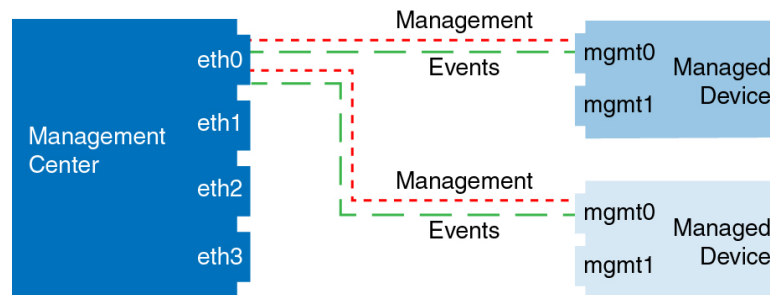 Management
Events
eth0
eth1
eth2
eth3
Management
Center
mgmt0
mgmt1
Managed
Device
Management
Events
mgmt0
mgmt1
Managed
Device